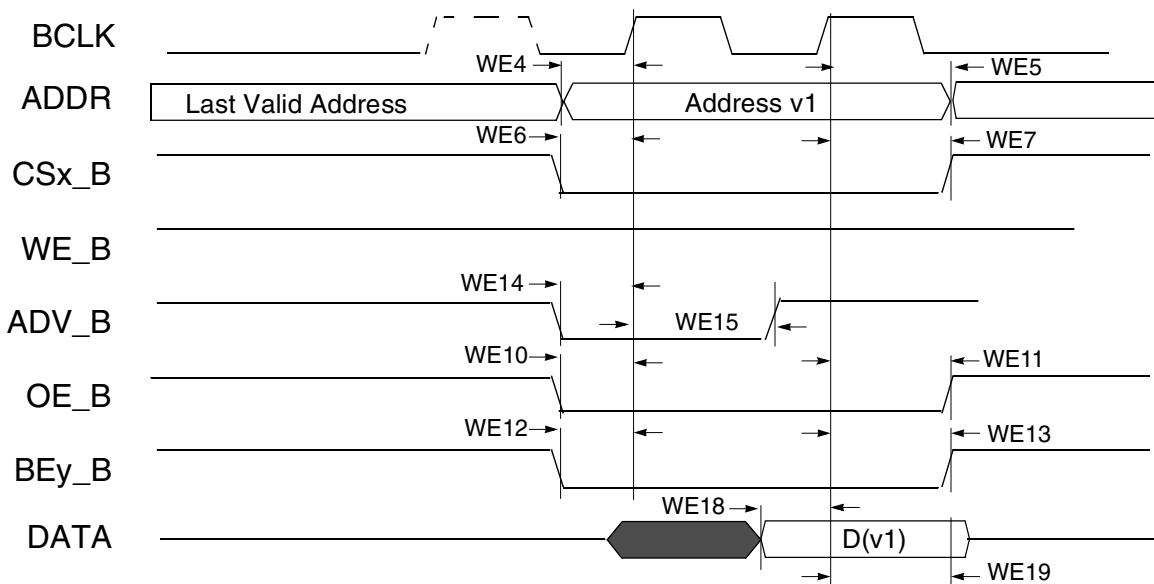 BCLK
WE4
WE5
ADDR
Last Valid Address
Address v1
WE6
WE7
CSx_B
WE_B
WE14
ADV_B
WE15
WE10
WE11
OE_B
WE12
WE13
BEy_B
WE18
DATA
D(v1)
WE19